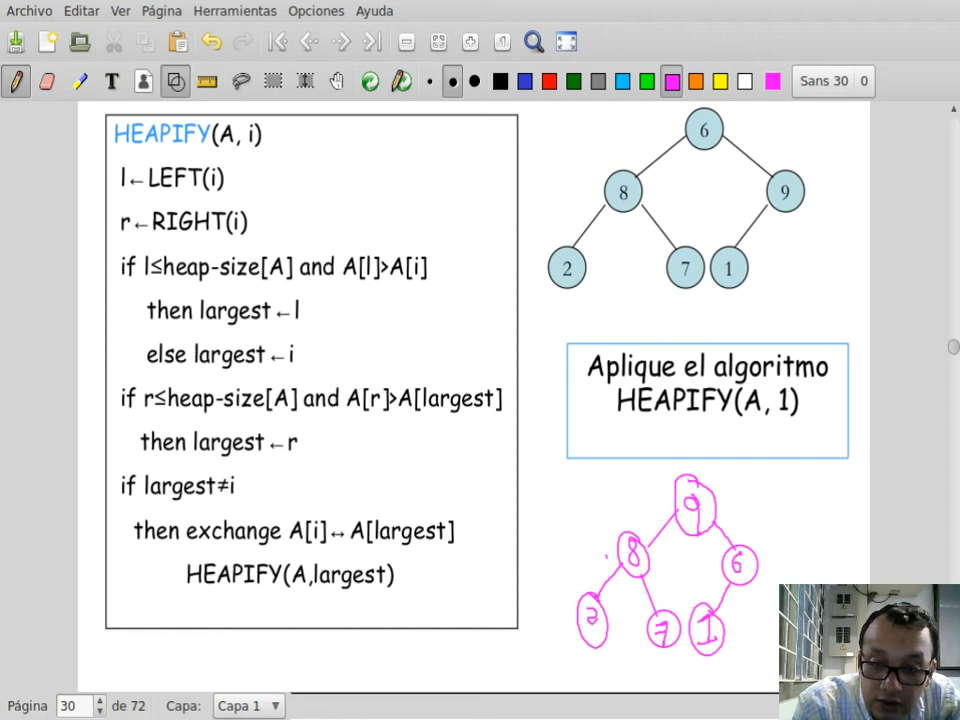 Archivo Editar Ver Página Herramientas Opciones Ayuda
T
Sans 30 0
HEAPIFY(A, i)
l←LEFT(i)
r←RIGHT(i)
if l≤heap-size[A] and A[l]>A[i]
then largest←l
else largest←i
if r≤heap-size[A] and A[r]>A[largest]
then largest←r
if largest≠i
then exchange A[i]↔A[largest]
HEAPIFY(A,largest)
6
8 9
2 7 1
Aplique el algoritmo
HEAPIFY(A, 1)
9
8 6
2 7 1
Página 30 de 72 Capa: Capa 1